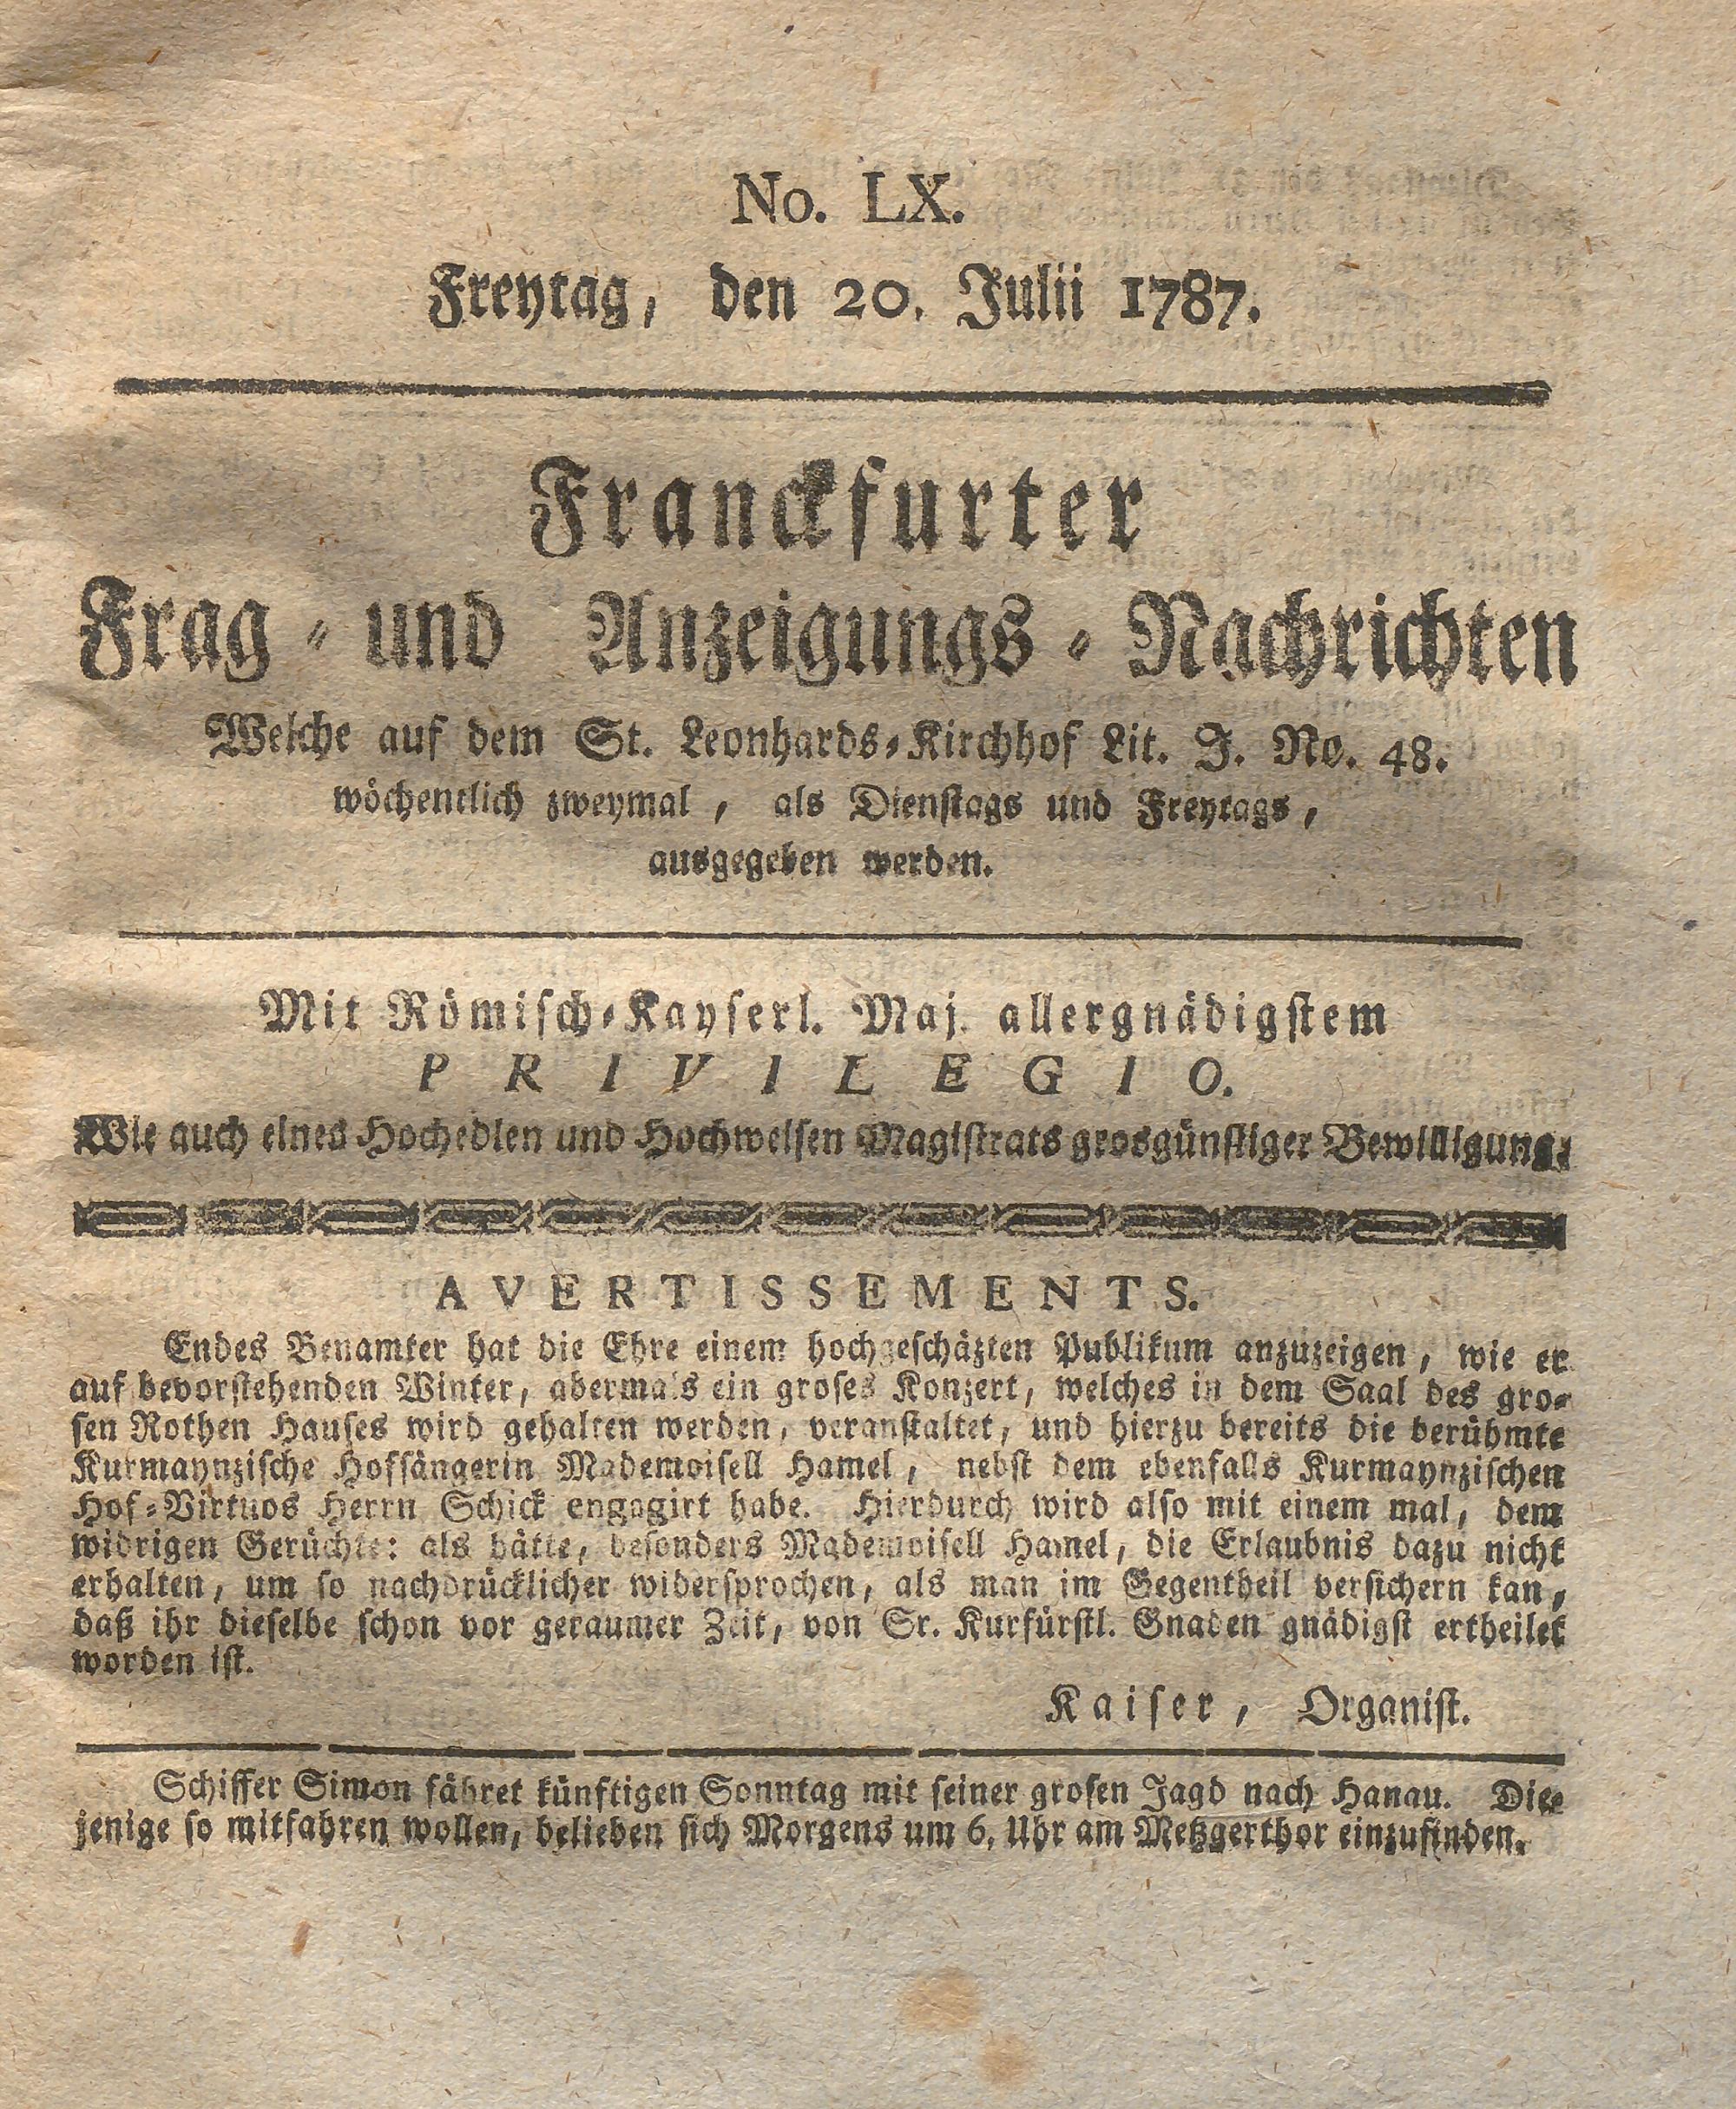 No. LX.
Freytag, den 20. Julii 1787.
Franckfurter
Frag- und Anzeigungs-Nachrichten
Welche auf dem St. Leonhards-Kirchhof Lit. J. No. 48.
wöchentlich zweymal, als Dienstags und Freytags,
ausgegeben werden.
Mit Römisch-Kayserl. Maj. allergnädigstem
PRIVILEGIO.
Wie auch eines Hochedlen und Hochweisen Magistrats grosgünstiger Bewilligung.
AVERTISSEMENTS.
Endes Benamter hat die Ehre einem hochgeschäzten Publikum anzuzeigen, wie er
auf bevorstehenden Winter, abermals ein groses Konzert, welches in dem Saal des gro-
sen Rothen Hauses wird gehalten werden, veranstaltet, und hierzu bereits die berühmte
Kurmaynzische Hofsängerin Mademoisell Hamel, nebst dem ebenfalls Kurmaynzischen
Hof-Virtuos Herrn Schick engagirt habe. Hierdurch wird also mit einem mal, dem
widrigen Gerüchte: als hätte, besonders Mademoisell Hamel, die Erlaubnis dazu nicht
erhalten, um so nachdrücklicher widersprochen, als man im Gegentheil versichern kan,
daß ihr dieselbe schon vor geraumer Zeit, von Sr. Kurfürstl. Gnaden gnädigst ertheilet
worden ist.
Kaiser, Organist.
Schiffer Simon fähret künftigen Sonntag mit seiner grosen Jagd nach Hanau. Die-
jenige so mitfahren wollen, belieben sich Morgens um 6. Uhr am Metzgerthor einzufinden.